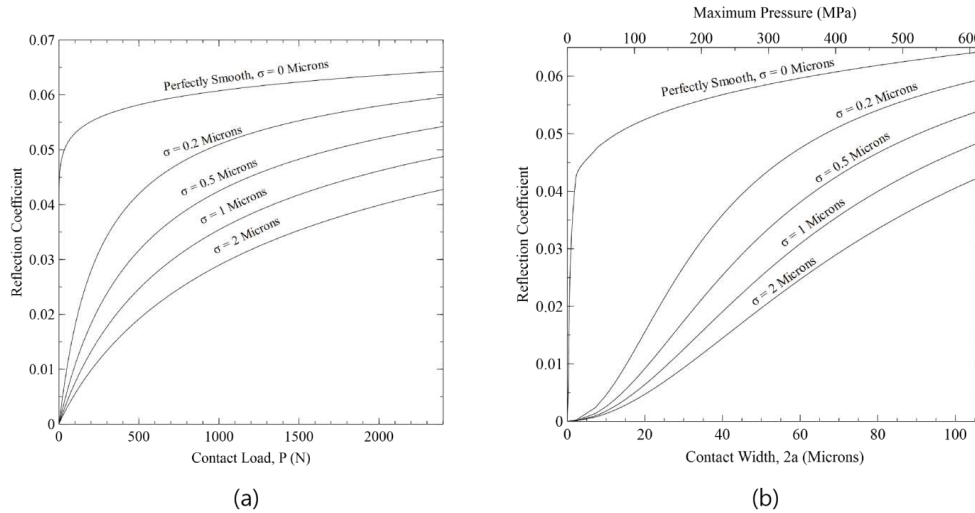 0.07
0.06
0.05
0.04
0.03
0.02
0.01
0
Reflection Coefficient
Perfectly Smooth, σ = 0 Microns
σ = 0.2 Microns
σ = 0.5 Microns
σ = 1 Microns
σ = 2 Microns
0 500 1000 1500 2000
Contact Load, P (N)
(a)
Maximum Pressure (MPa)
0 100 200 300 400 500
0.06
0.05
0.04
0.03
0.02
0.01
0
Reflection Coefficient
Perfectly Smooth, σ = 0 Microns
σ = 0.2 Microns
σ = 0.5 Microns
σ = 1 Microns
σ = 2 Microns
0 20 40 60 80 100
Contact Width, 2a (Microns)
(b)